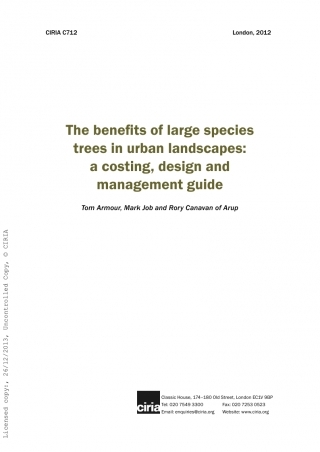 CIRIA C712 London, 2012
The benefits of large species
trees in urban landscapes:
a costing, design and
management guide
Tom Armour, Mark Job and Rory Canavan of Arup
Licensed copy:, 26/12/2013, Uncontrolled Copy, © CIRIA
ciria
Classic House, 174–180 Old Street, London EC1V 9BP
Tel: 020 7549 3300 Fax: 020 7253 0523
Email: enquiries@ciria.org Website: www.ciria.org